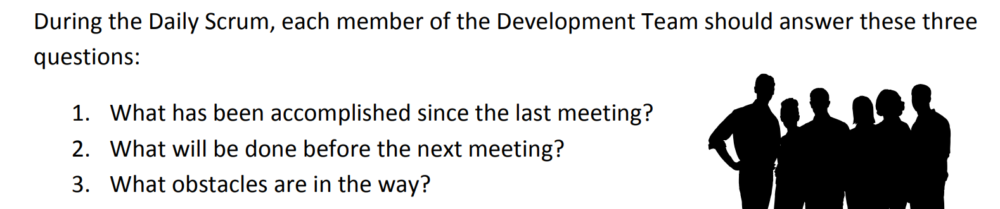 During the Daily Scrum, each member of the Development Team should answer these three
questions:
1. What has been accomplished since the last meeting?
2. What will be done before the next meeting?
3. What obstacles are in the way?